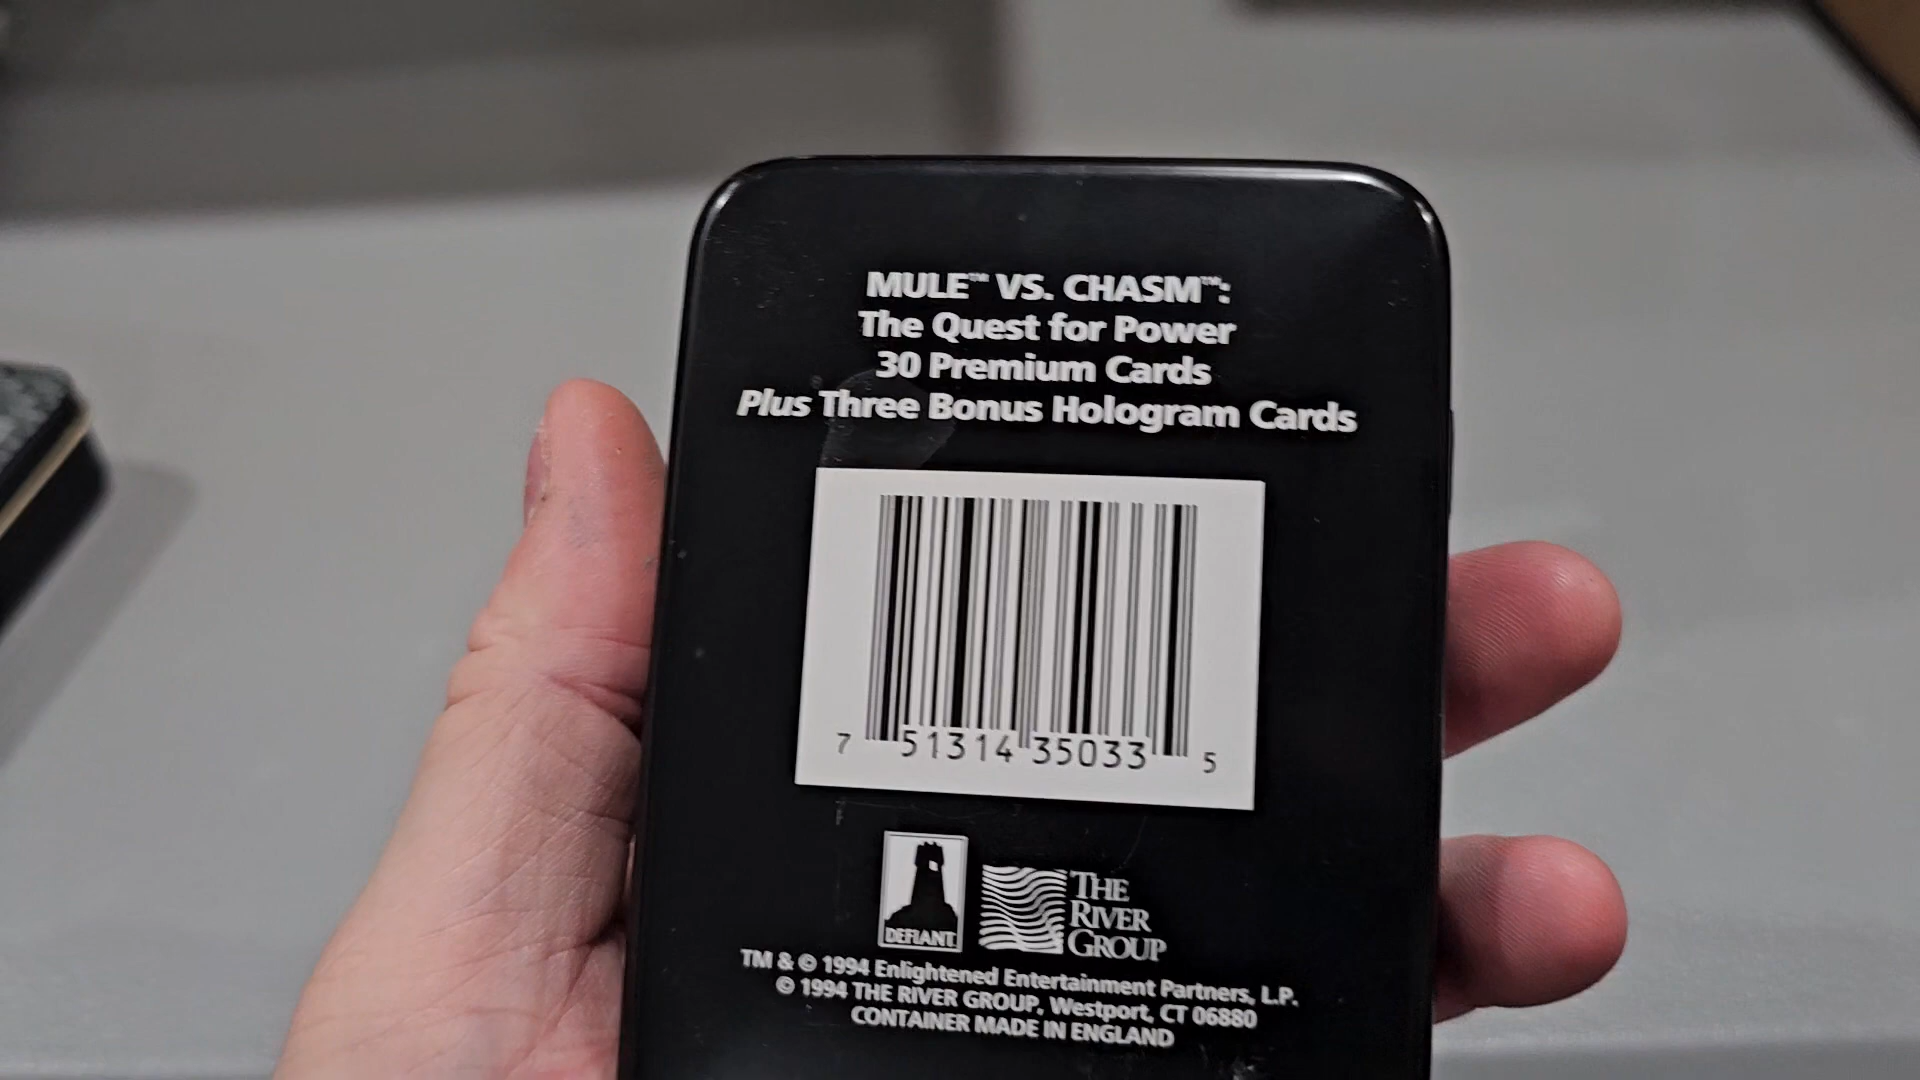 MULE™ VS. CHASM™:
The Quest for Power
30 Premium Cards
Plus Three Bonus Hologram Cards
7 51314 35033 5
DEFIANT
THE
RIVER
GROUP
TM & © 1994 Enlightened Entertainment Partners, L.P.
© 1994 THE RIVER GROUP, Westport, CT 06880
CONTAINER MADE IN ENGLAND